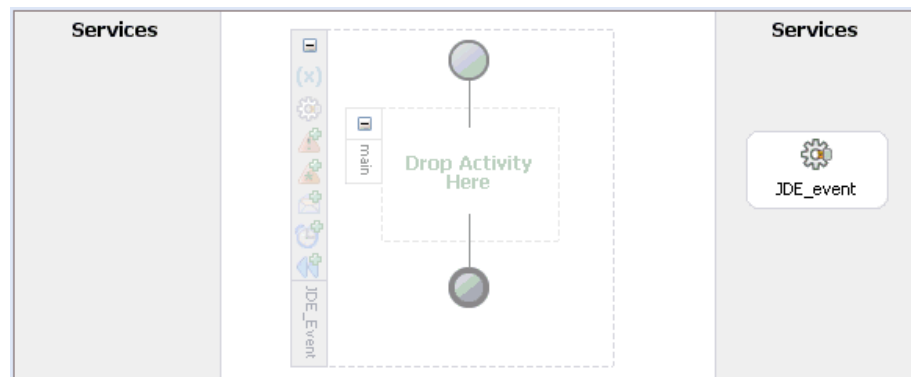 Services
Services
(x)
main
Drop Activity
Here
JDE_event
JDE_Event